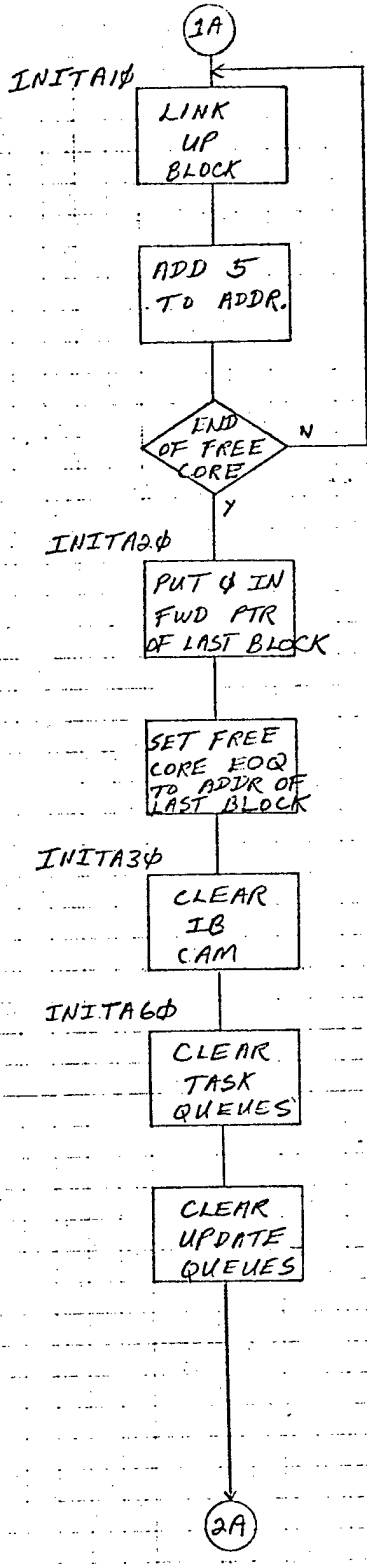 1A
INITA1φ
LINK
UP
BLOCK
ADD 5
TO ADDR.
END
OF FREE
CORE
N
Y
INITA2φ
PUT φ IN
FWD PTR
OF LAST BLOCK
SET FREE
CORE EOQ
TO ADDR OF
LAST BLOCK
INITA3φ
CLEAR
IB
CAM
INITA6φ
CLEAR
TASK
QUEUES
CLEAR
UPDATE
QUEUES
2A